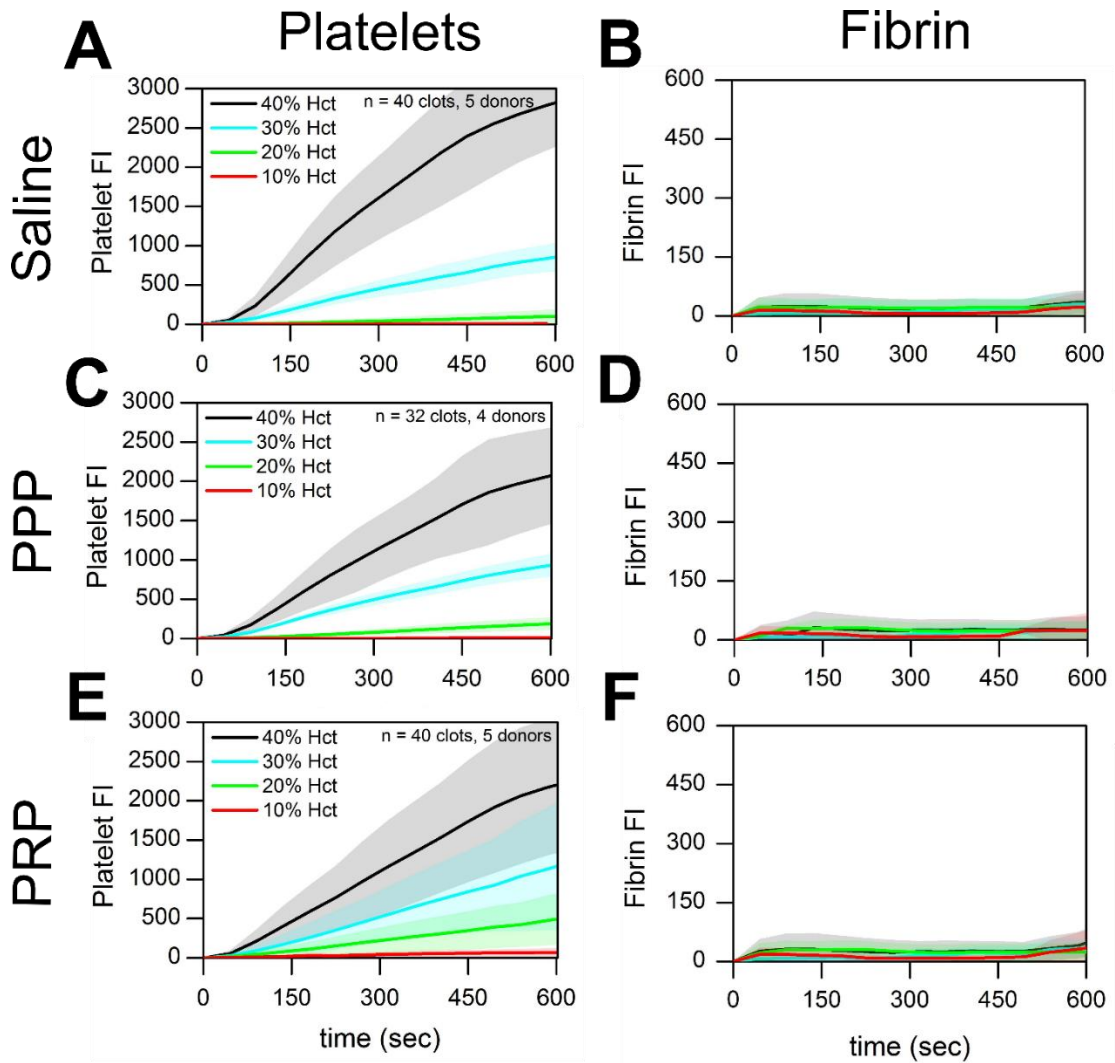 Platelets
Fibrin
Saline
A
3000
2500
2000
1500
1000
500
0
Platelet FI
40% Hct
30% Hct
20% Hct
10% Hct
n = 40 clots, 5 donors
0 150 300 450 600
B
600
450
300
150
0
Fibrin FI
0 150 300 450 600
PPP
C
3000
2500
2000
1500
1000
500
0
Platelet FI
40% Hct
30% Hct
20% Hct
10% Hct
n = 32 clots, 4 donors
0 150 300 450 600
D
600
450
300
150
0
Fibrin FI
0 150 300 450 600
PRP
E
3000
2500
2000
1500
1000
500
0
Platelet FI
40% Hct
30% Hct
20% Hct
10% Hct
n = 40 clots, 5 donors
0 150 300 450 600
time (sec)
F
600
450
300
150
0
Fibrin FI
0 150 300 450 600
time (sec)